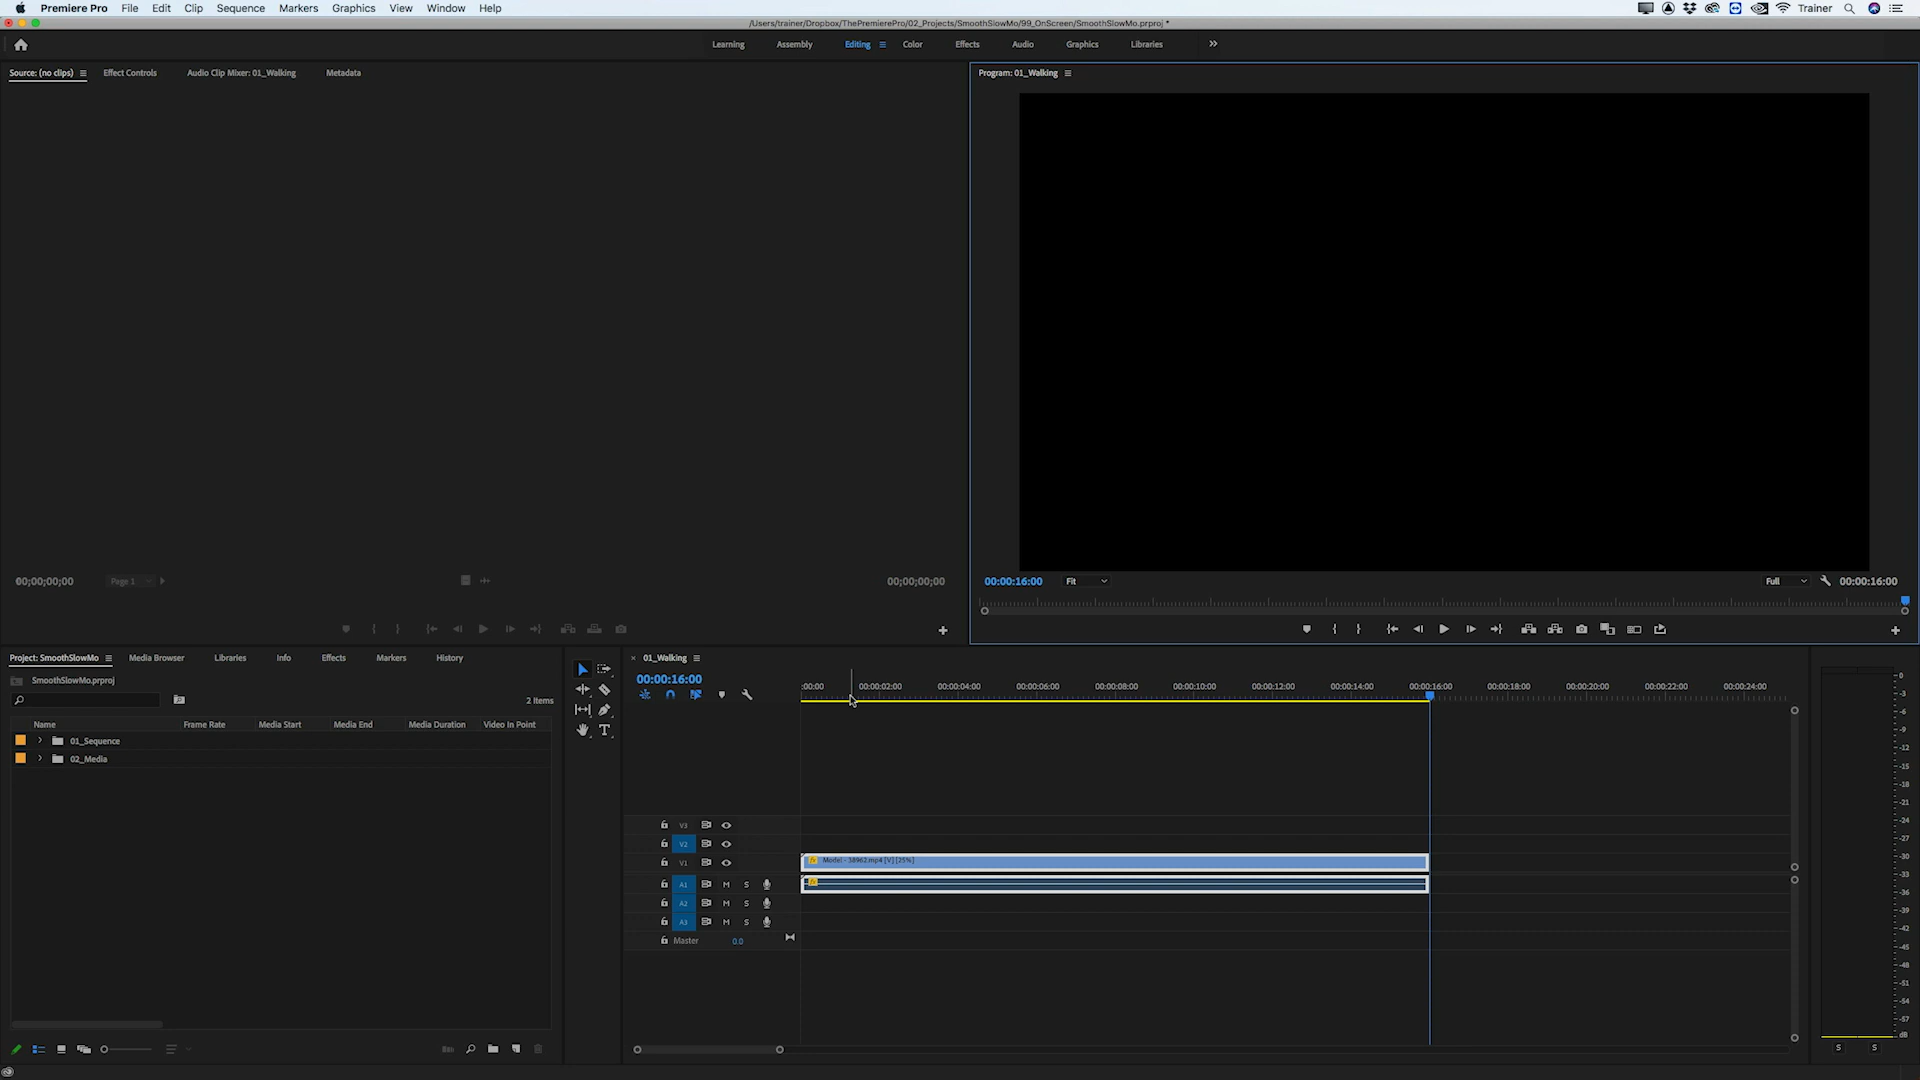 Premiere Pro File Edit Clip Sequence Markers Graphics View Window Help Trainer
/Users/trainer/Dropbox/ThePremierePro/02_Projects/SmoothSlowMo/99_OnScreen/SmoothSlowMo.prproj *
Learning Assembly Editing Color Effects Audio Graphics Libraries
Source: (no clips) Effect Controls Audio Clip Mixer: 01_Walking Metadata
Program: 01_Walking
00;00;00;00 Page 1 00;00;00;00
00:00:16:00 Fit Full 00:00:16:00
Project: SmoothSlowMo Media Browser Libraries Info Effects Markers History
SmoothSlowMo.prproj
2 Items
Name Frame Rate Media Start Media End Media Duration Video In Point
01_Sequence
02_Media
01_Walking
00:00:16:00
:00:00 00:00:02:00 00:00:04:00 00:00:06:00 00:00:08:00 00:00:10:00 00:00:12:00 00:00:14:00 00:00:16:00 00:00:18:00 00:00:20:00 00:00:22:00 00:00:24:00
V3
V2
V1 fx Model - 38962.mp4 [V] [25%]
A1 M S fx
A2 M S
A3 M S
Master 0.0
0
-3
-6
-9
-12
-15
-18
-21
-24
-27
-30
-33
-36
-39
-42
-45
-48
-51
-54
-57
dB
S S